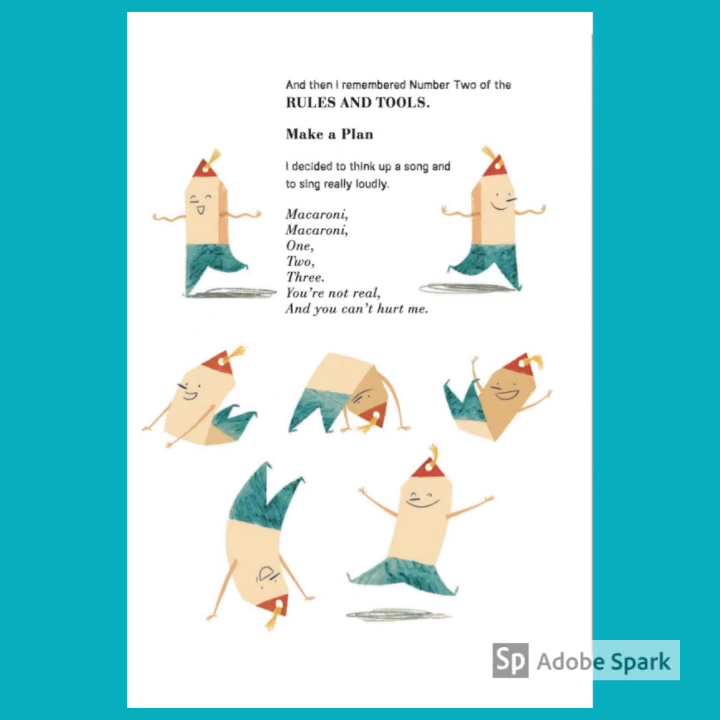 And then I remembered Number Two of the
RULES AND TOOLS.
Make a Plan
I decided to think up a song and
to sing really loudly.
Macaroni,
Macaroni,
One,
Two,
Three.
You're not real,
And you can't hurt me.
Sp Adobe Spark